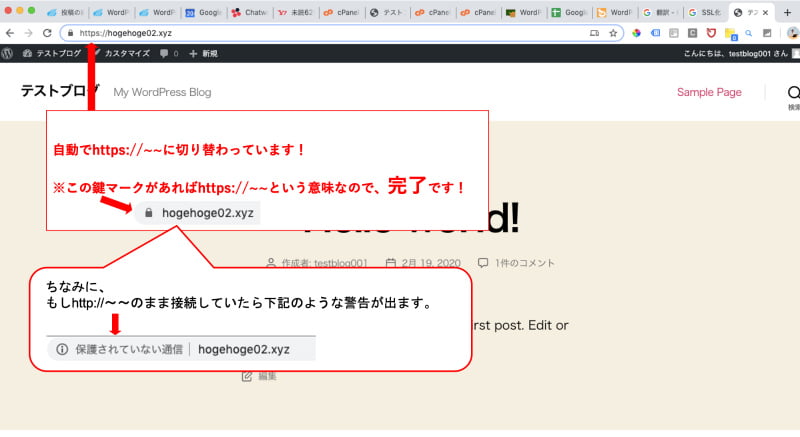 投稿の
WordP
WordP
Google
Chatw
未読62
cPanel
テスト
cPanel
cPanel
WordP
Google
WordP
翻訳 -
SSL化
テス
https://hogehoge02.xyz
テストブログ
カスタマイズ
0
新規
こんにちは、testblog001 さん
テストブログ
My WordPress Blog
Sample Page
検索
自動でhttps://~~に切り替わっています！
※この鍵マークがあればhttps://~~という意味なので、完了です！
hogehoge02.xyz
Hello world!
作成者: testblog001
2月 19, 2020
1件のコメント
ちなみに、
もしhttp://～～のまま接続していたら下記のような警告が出ます。
rst post. Edit or
保護されていない通信 | hogehoge02.xyz
編集